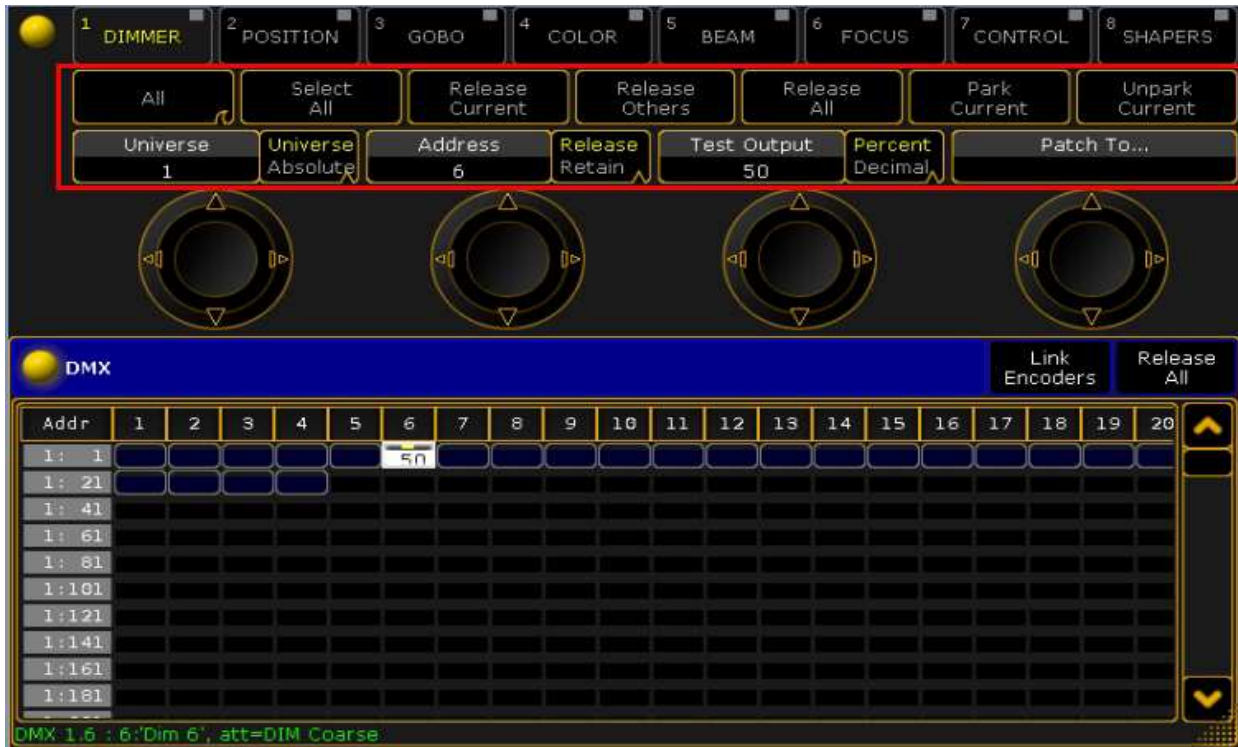 1 DIMMER 2 POSITION 3 GOBO 4 COLOR 5 BEAM 6 FOCUS 7 CONTROL 8 SHAPERS
All Select All Release Current Release Others Release All Park Current Unpark Current
Universe 1 Universe Absolute Address 6 Release Retain Test Output 50 Percent Decimal Patch To...
DMX Link Encoders Release All
Addr 1 2 3 4 5 6 7 8 9 10 11 12 13 14 15 16 17 18 19 20
1: 1 50
1: 21
1: 41
1: 61
1: 81
1:101
1:121
1:141
1:161
1:181
DMX 1.6 : 6:'Dim 6', att=DIM Coarse